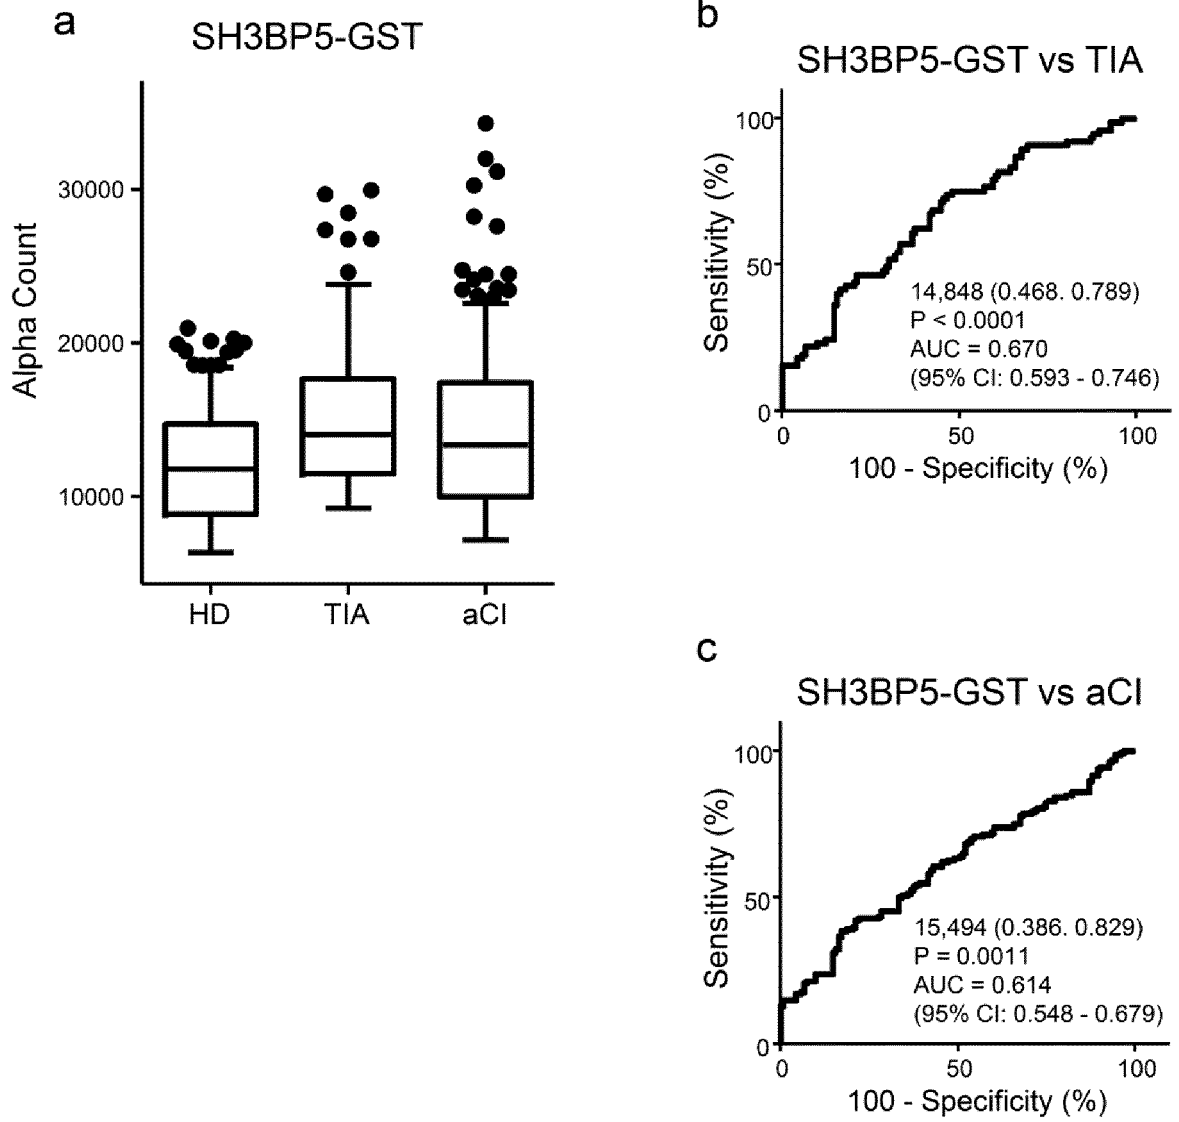 a
SH3BP5-GST
Alpha Count
30000
20000
10000
HD TIA aCI
b
SH3BP5-GST vs TIA
Sensitivity (%)
100
50
0
14,848 (0.468. 0.789)
P < 0.0001
AUC = 0.670
(95% CI: 0.593 - 0.746)
0 50 100
100 - Specificity (%)
c
SH3BP5-GST vs aCI
Sensitivity (%)
100
50
0
15,494 (0.386. 0.829)
P = 0.0011
AUC = 0.614
(95% CI: 0.548 - 0.679)
0 50 100
100 - Specificity (%)